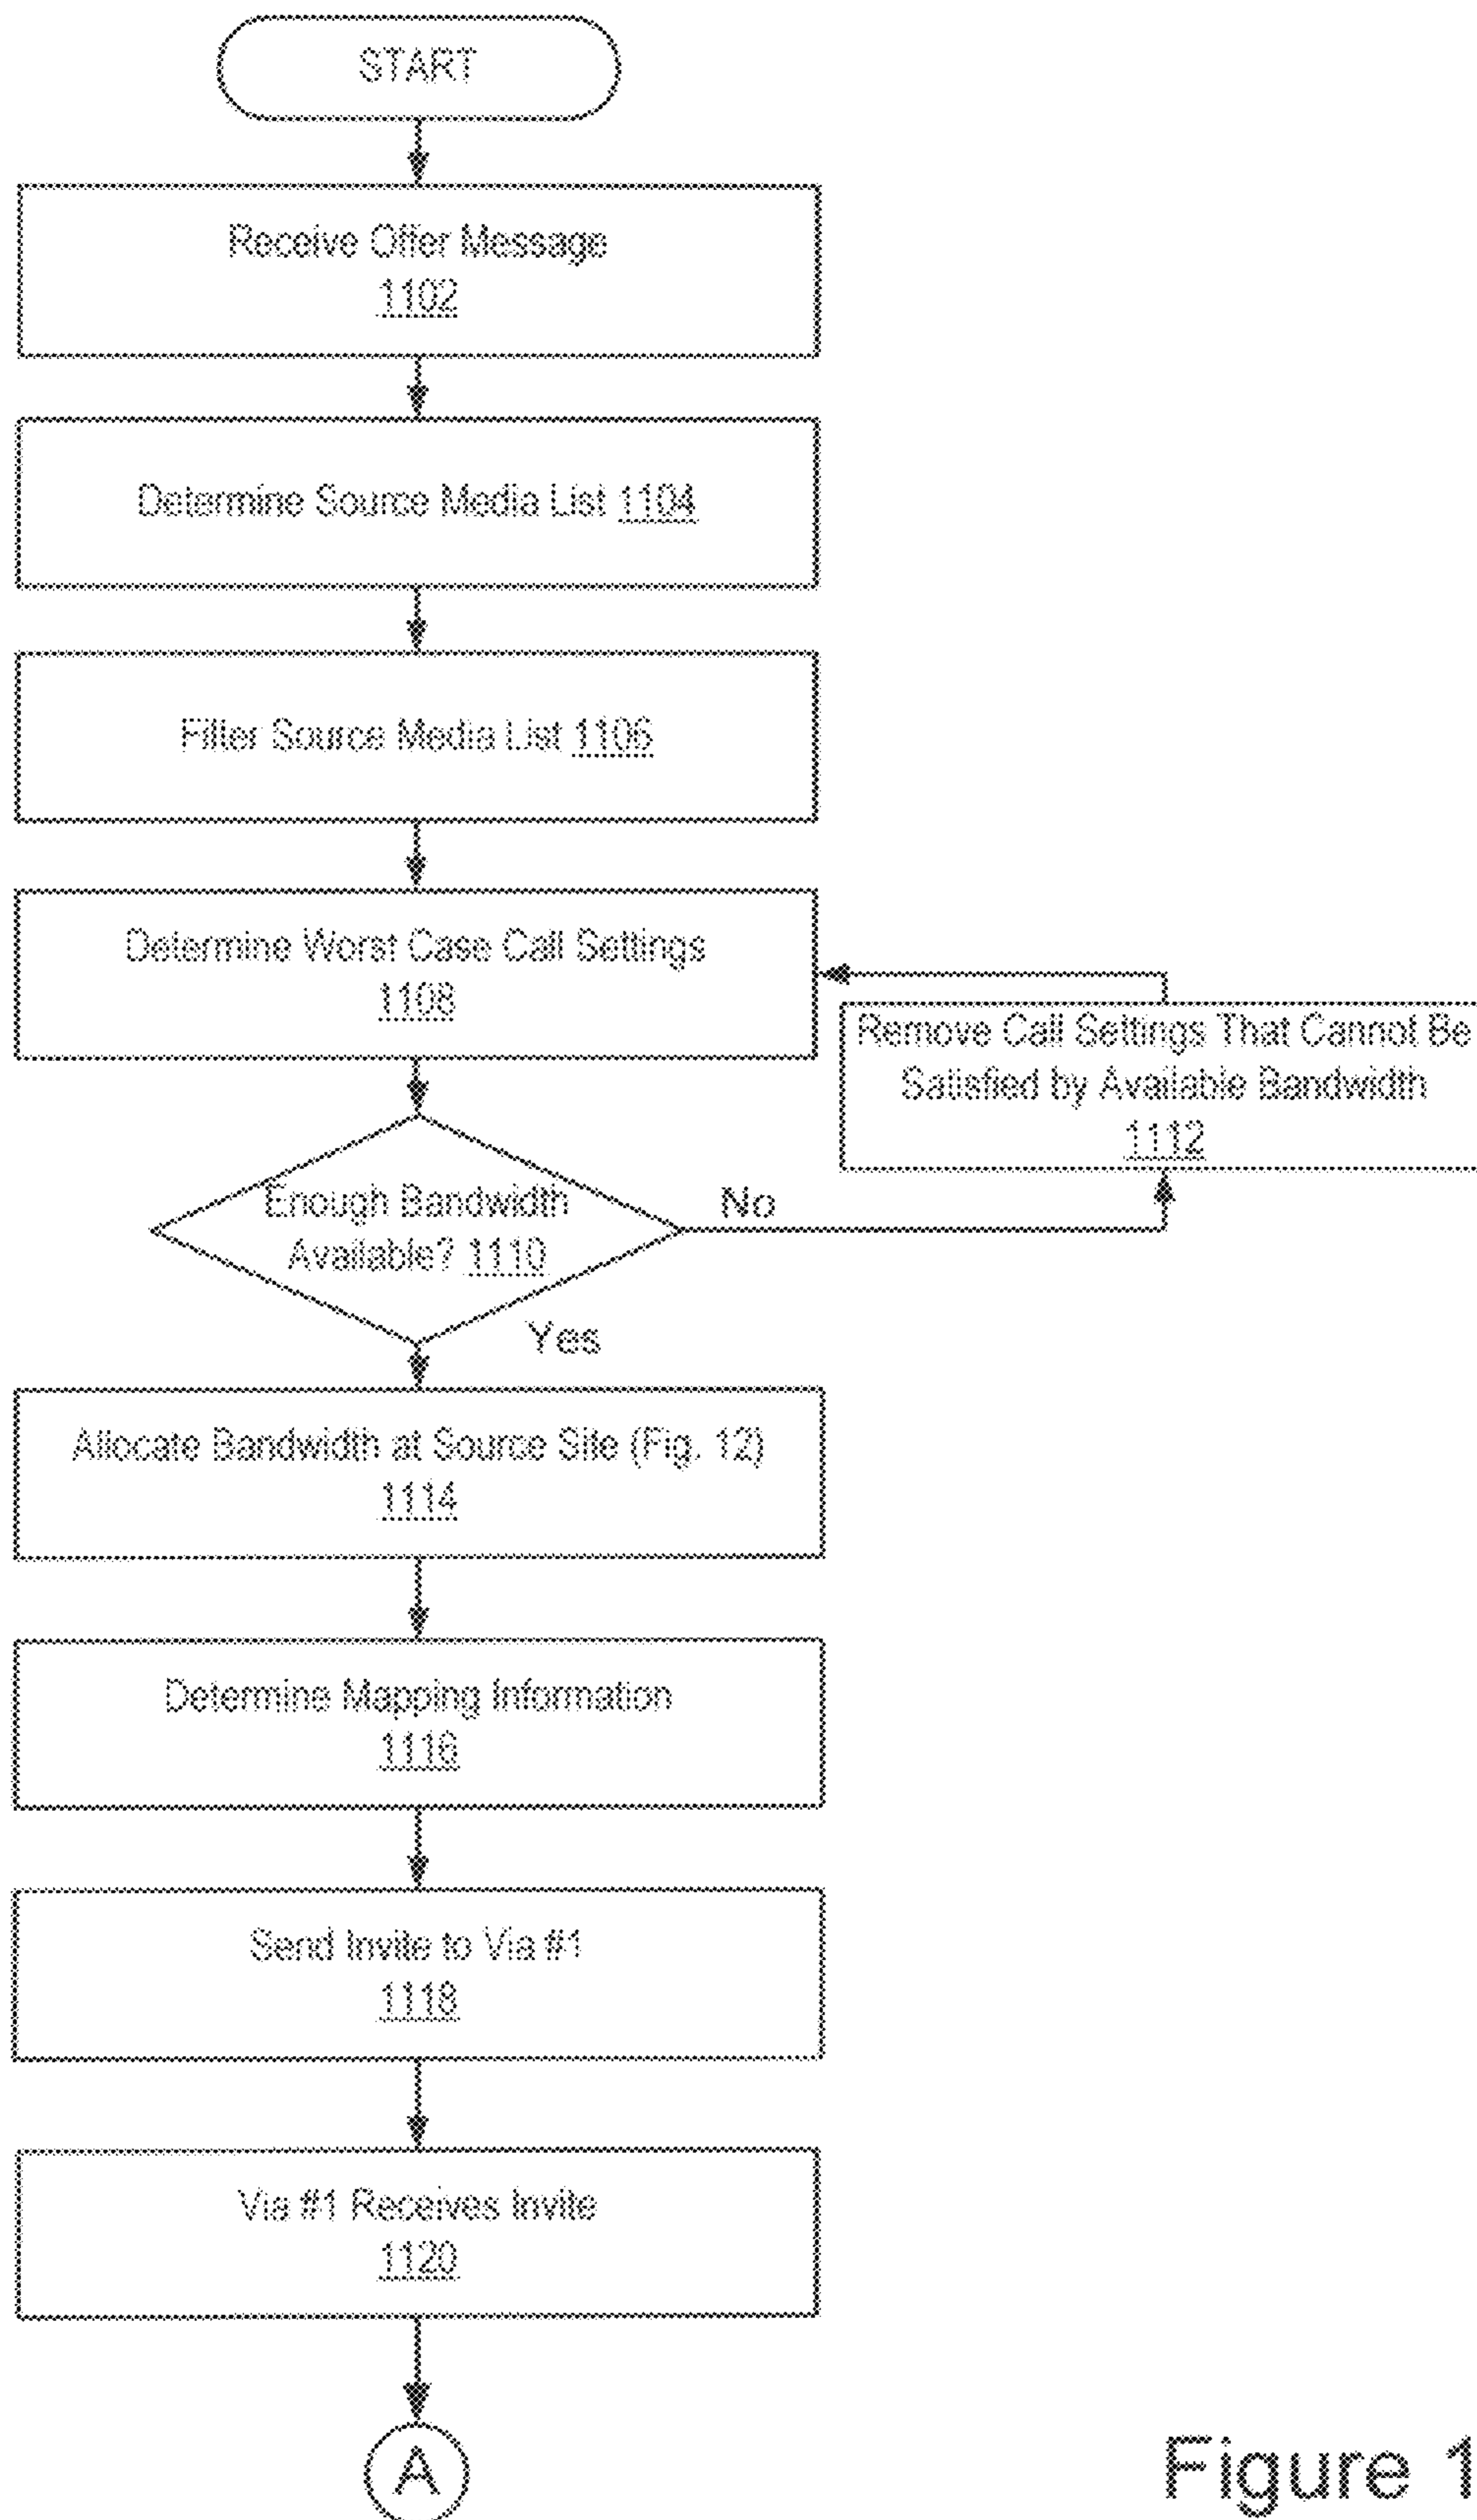 START
Receive Offer Message
1102
Determine Source Media List 1104
Filter Source Media List 1106
Determine Worst Case Call Settings
1108
Remove Call Settings That Cannot Be
Satisfied by Available Bandwidth
1112
Enough Bandwidth
Available? 1110
No
Yes
Allocate Bandwidth at Source Site (Fig. 12)
1114
Determine Mapping Information
1116
Send Invite to Via #1
1118
Via #1 Receives Invite
1120
A
Figure 1